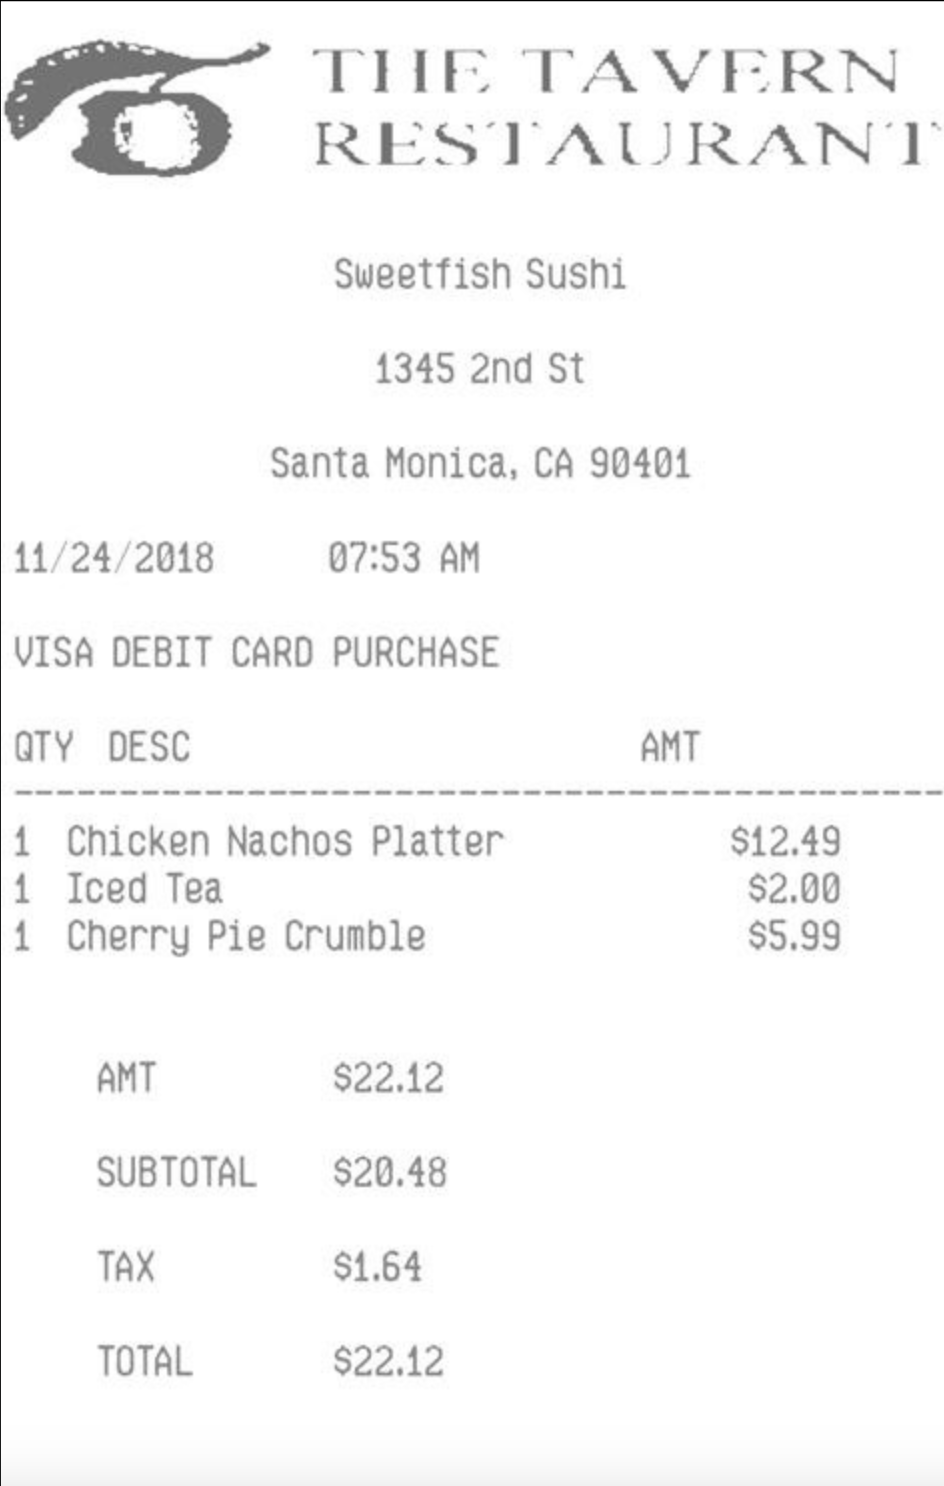 THE TAVERN
RESTAURANT
Sweetfish Sushi
1345 2nd St
Santa Monica, CA 90401
11/24/2018 07:53 AM
VISA DEBIT CARD PURCHASE
QTY DESC AMT
--------------------------------------------
1 Chicken Nachos Platter $12.49
1 Iced Tea $2.00
1 Cherry Pie Crumble $5.99
AMT $22.12
SUBTOTAL $20.48
TAX $1.64
TOTAL $22.12